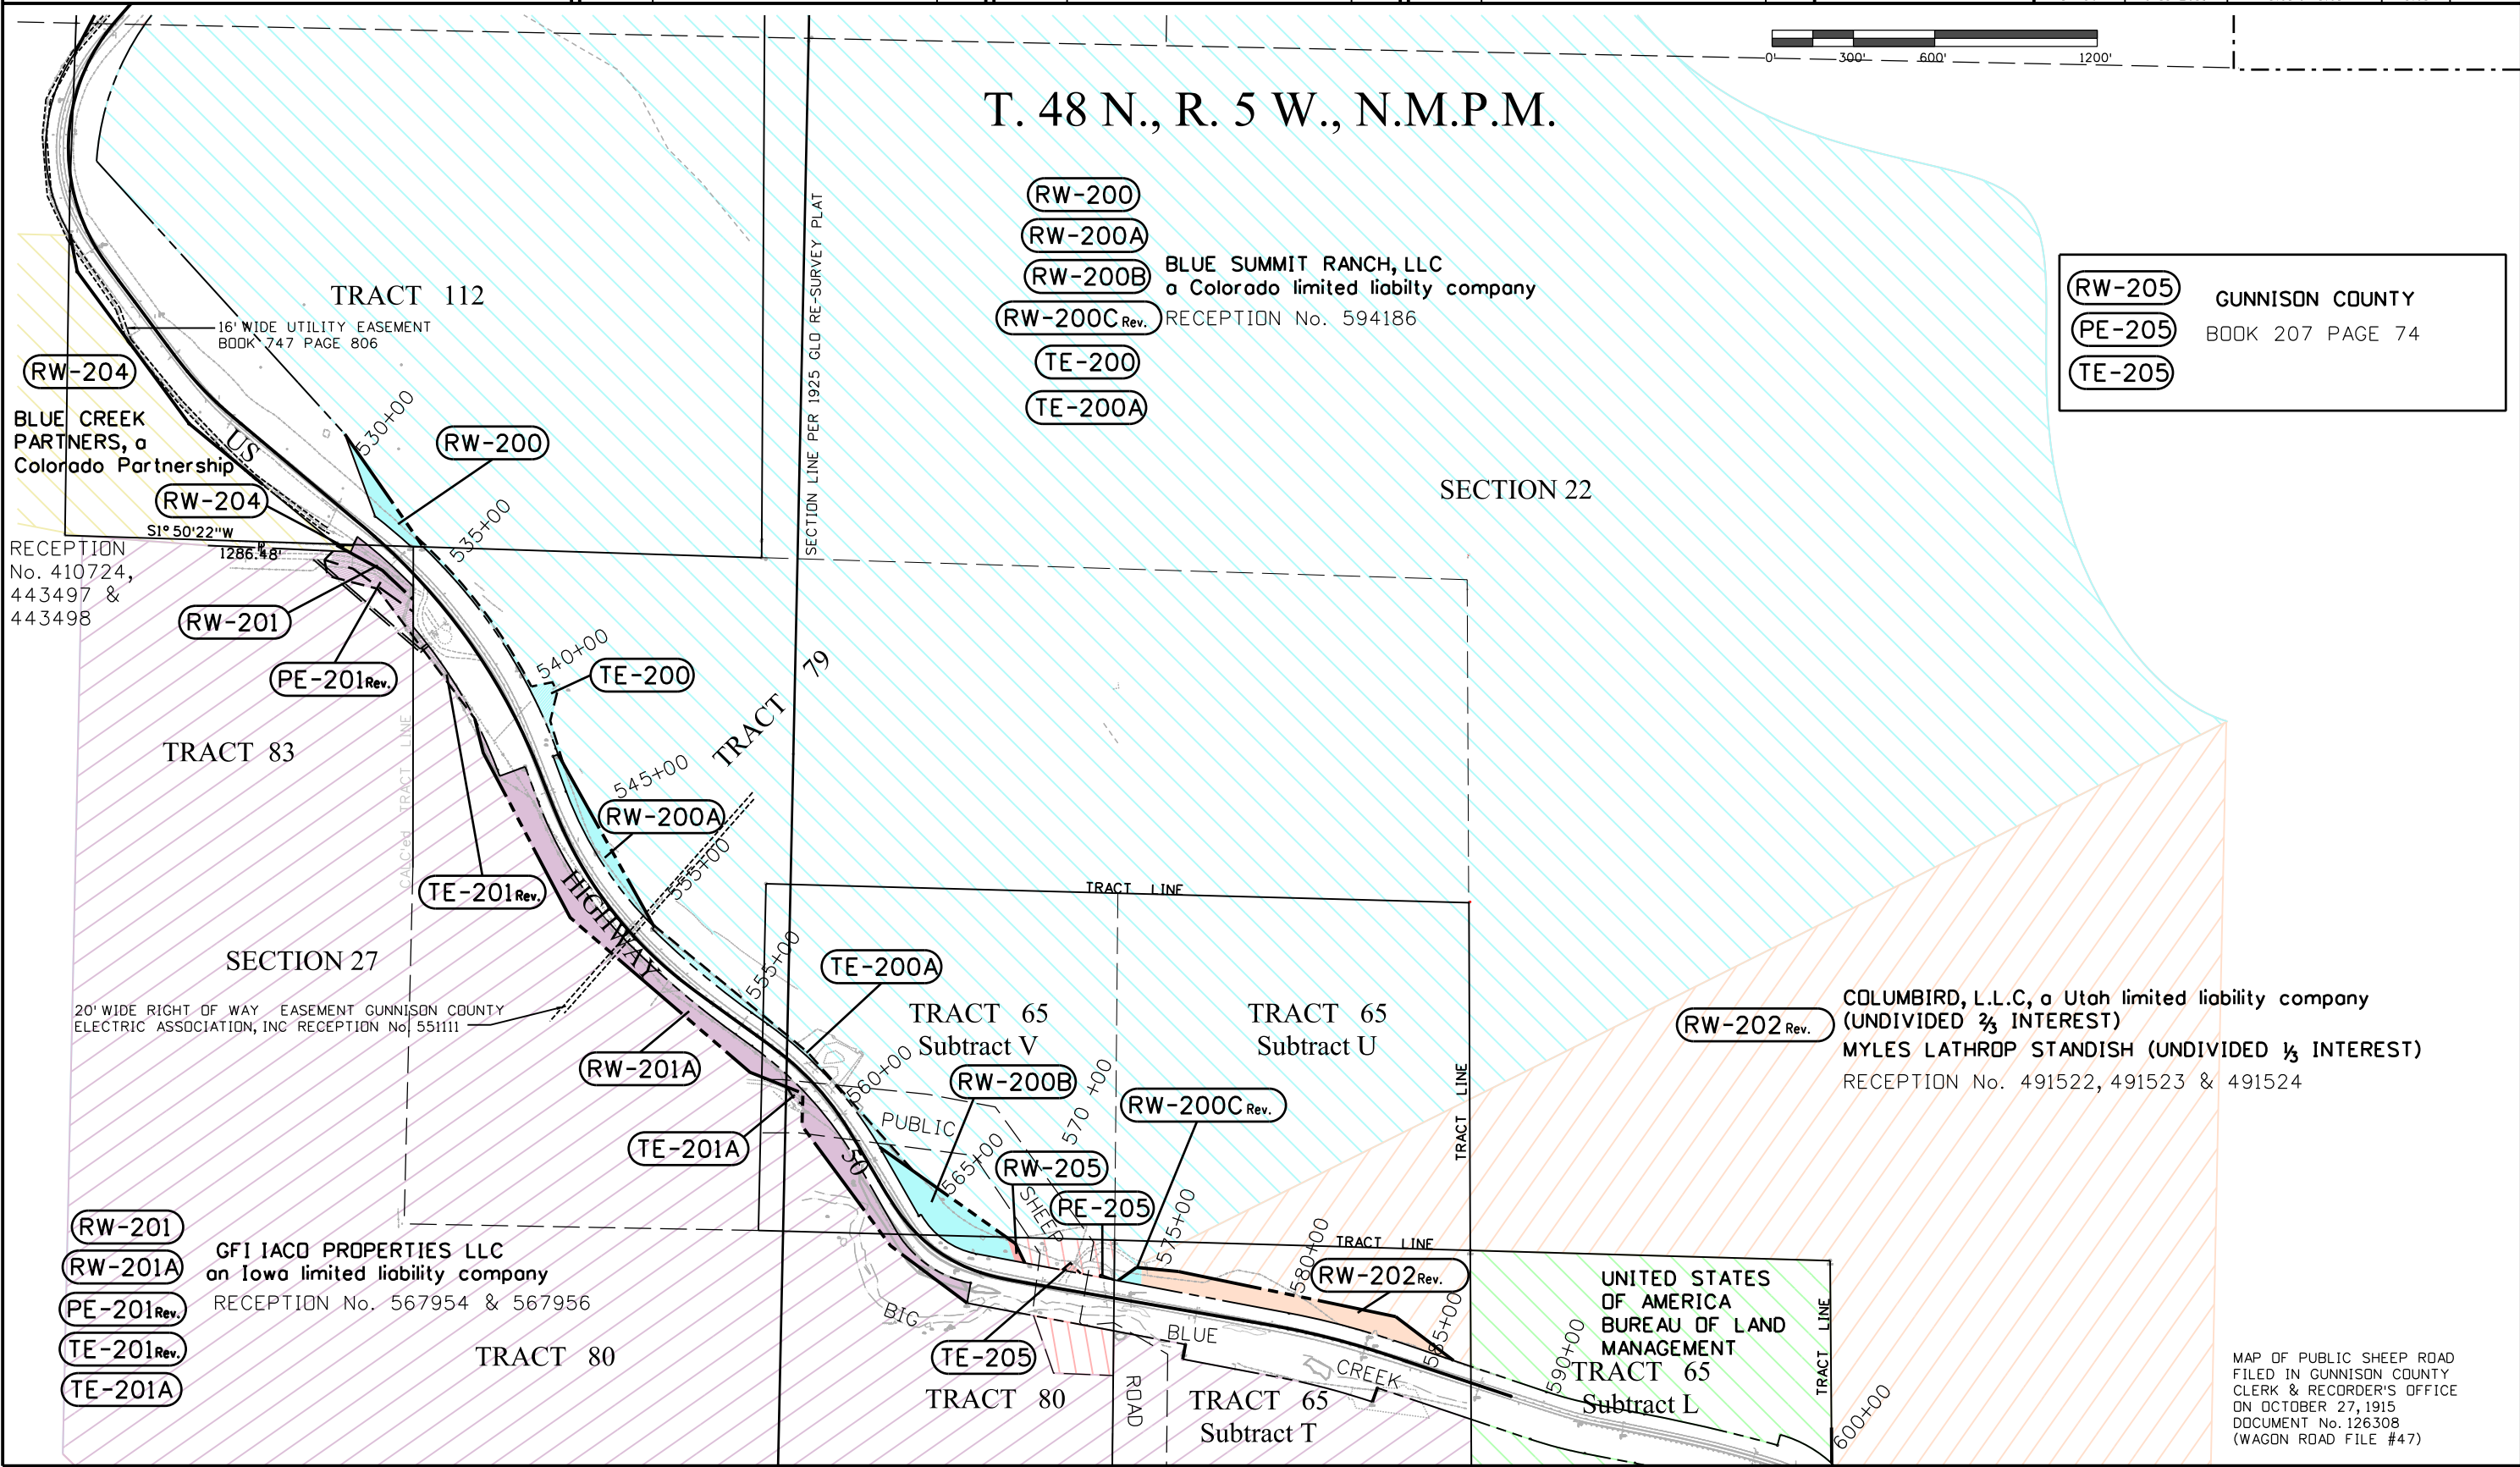 0' 300' 600' 1200'
T. 48 N., R. 5 W., N.M.P.M.
RW-200
RW-200A
RW-200B
RW-200C Rev.
TE-200
TE-200A
BLUE SUMMIT RANCH, LLC
a Colorado limited liabilty company
RECEPTION No. 594186
RW-205
PE-205
TE-205
GUNNISON COUNTY
BOOK 207 PAGE 74
SECTION LINE PER 1925 GLO RE-SURVEY PLAT
TRACT 112
16' WIDE UTILITY EASEMENT
BOOK 747 PAGE 806
RW-204
BLUE CREEK
PARTNERS, a
Colorado Partnership
US
530+00
RW-200
RW-204
S1° 50'22"W
1286.48'
535+00
SECTION 22
RECEPTION
No. 410724,
443497 &
443498
RW-201
PE-201 Rev.
540+00
TE-200
TRACT 79
TRACT 83
CALC'ed TRACT LINE
545+00
RW-200A
555+00
TE-201 Rev.
HIGHWAY
TRACT LINE
SECTION 27
555+00
TE-200A
20' WIDE RIGHT OF WAY EASEMENT GUNNISON COUNTY
ELECTRIC ASSOCIATION, INC RECEPTION No. 551111
TRACT 65
Subtract V
TRACT 65
Subtract U
RW-202 Rev.
COLUMBIRD, L.L.C, a Utah limited liability company
(UNDIVIDED ⅔ INTEREST)
MYLES LATHROP STANDISH (UNDIVIDED ⅓ INTEREST)
RECEPTION No. 491522, 491523 & 491524
RW-201A
560+00
RW-200B
570 +00
RW-200C Rev.
TRACT LINE
PUBLIC
TE-201A
50
565+00
RW-205
SHEEP
PE-205
575+00
580+00
TRACT LINE
RW-202 Rev.
RW-201
RW-201A
PE-201 Rev.
TE-201 Rev.
TE-201A
GFI IACO PROPERTIES LLC
an Iowa limited liability company
RECEPTION No. 567954 & 567956
TRACT 80
BIG
BLUE
CREEK
TE-205
TRACT 80
ROAD
TRACT 65
Subtract T
585+00
590+00
UNITED STATES
OF AMERICA
BUREAU OF LAND
MANAGEMENT
TRACT 65
Subtract L
TRACT LINE
600+00
MAP OF PUBLIC SHEEP ROAD
FILED IN GUNNISON COUNTY
CLERK & RECORDER'S OFFICE
ON OCTOBER 27, 1915
DOCUMENT No. 126308
(WAGON ROAD FILE #47)